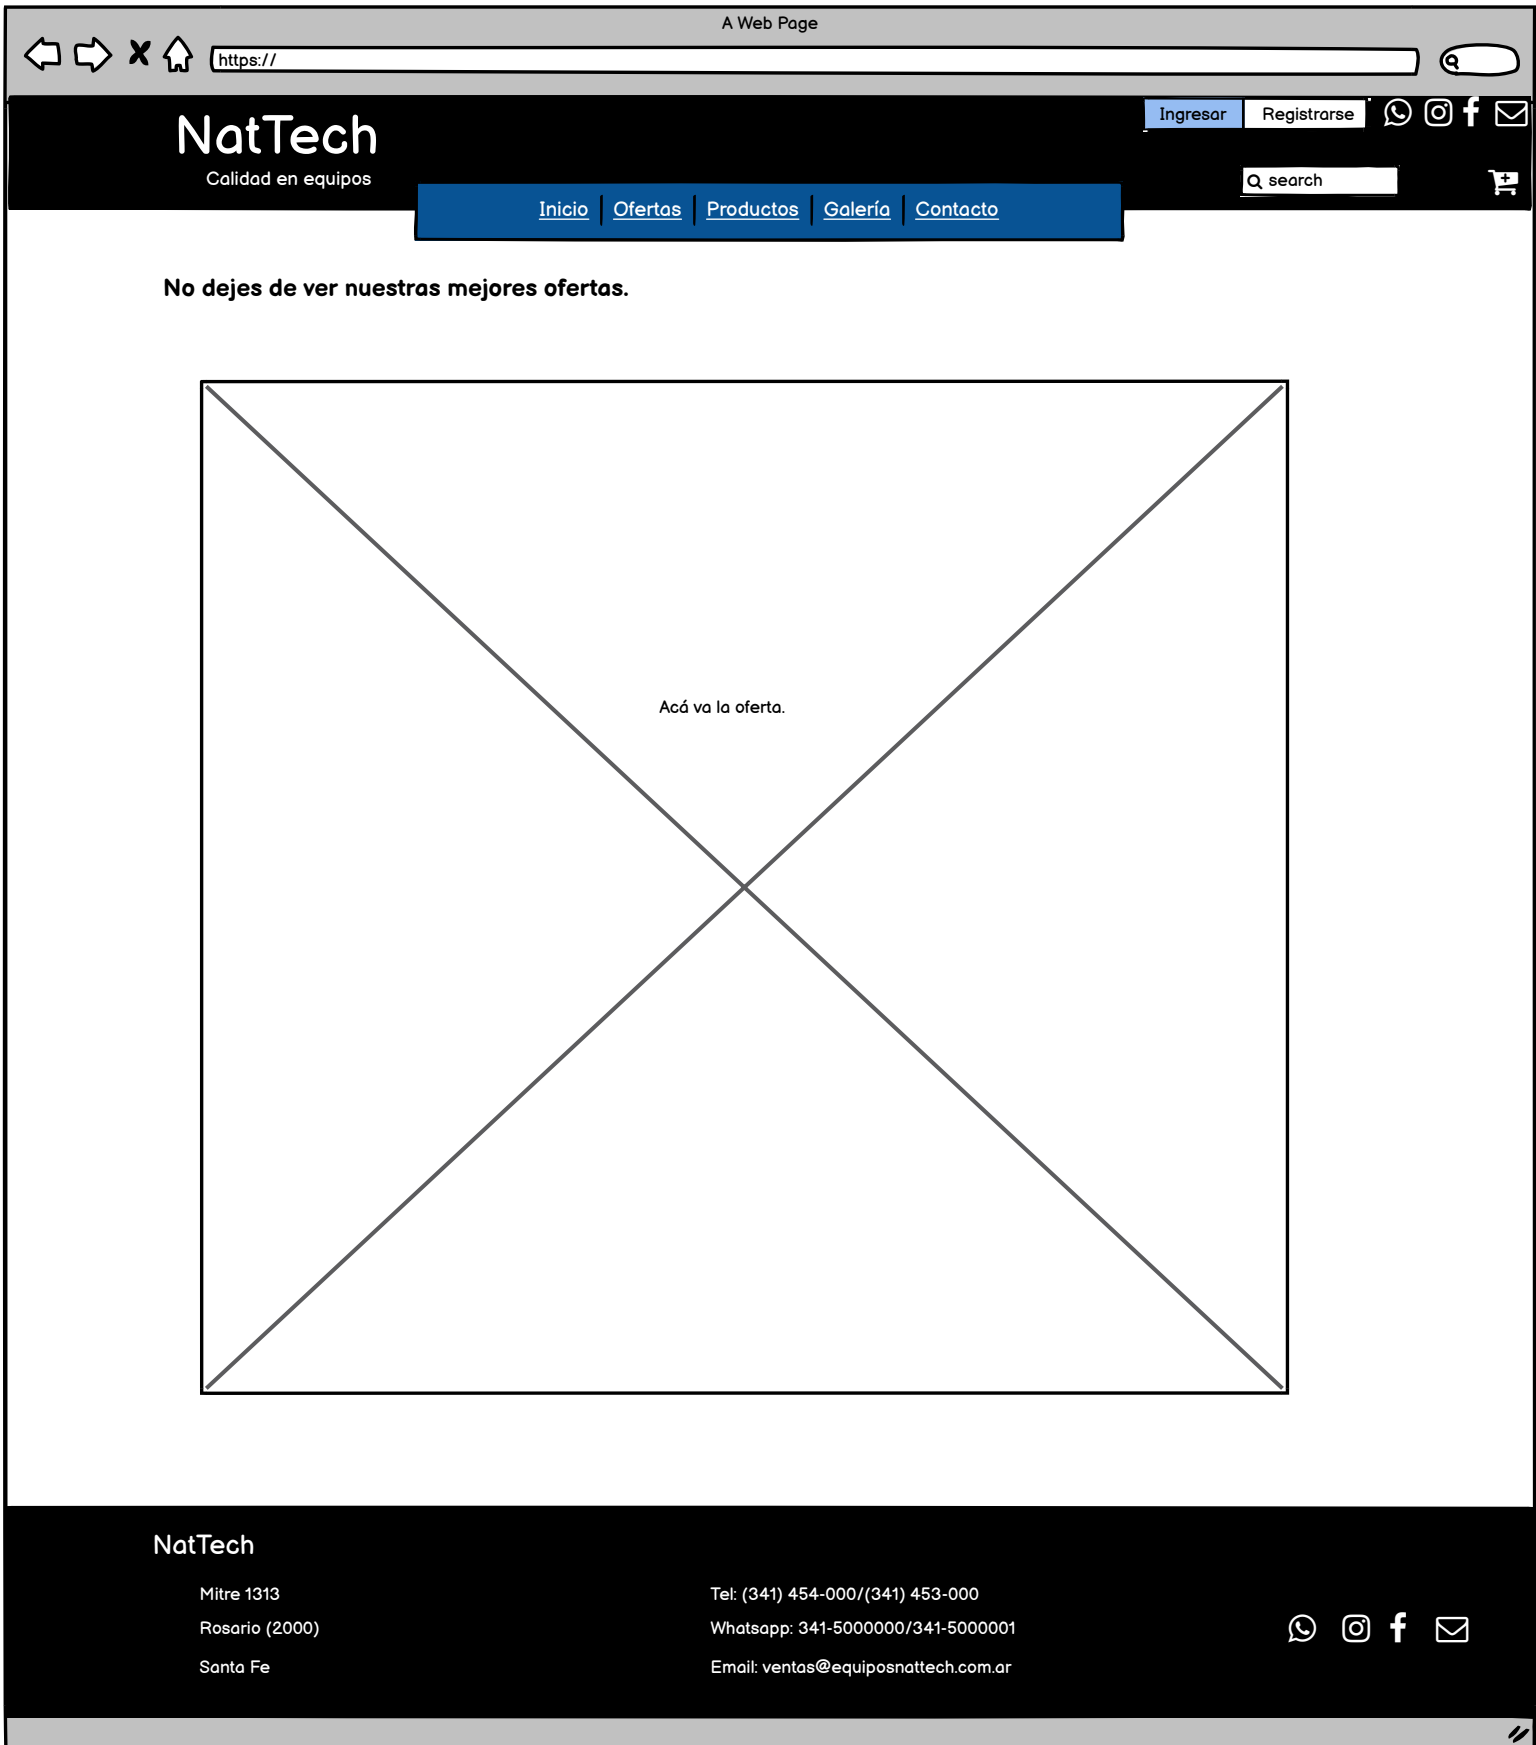 A Web Page
https://
NatTech
Calidad en equipos
Ingresar
Registrarse
search
Inicio
Ofertas
Productos
Galería
Contacto
No dejes de ver nuestras mejores ofertas.
Acá va la oferta.
NatTech
Mitre 1313
Rosario (2000)
Santa Fe
Tel: (341) 454-000/(341) 453-000
Whatsapp: 341-5000000/341-5000001
Email: ventas@equiposnattech.com.ar